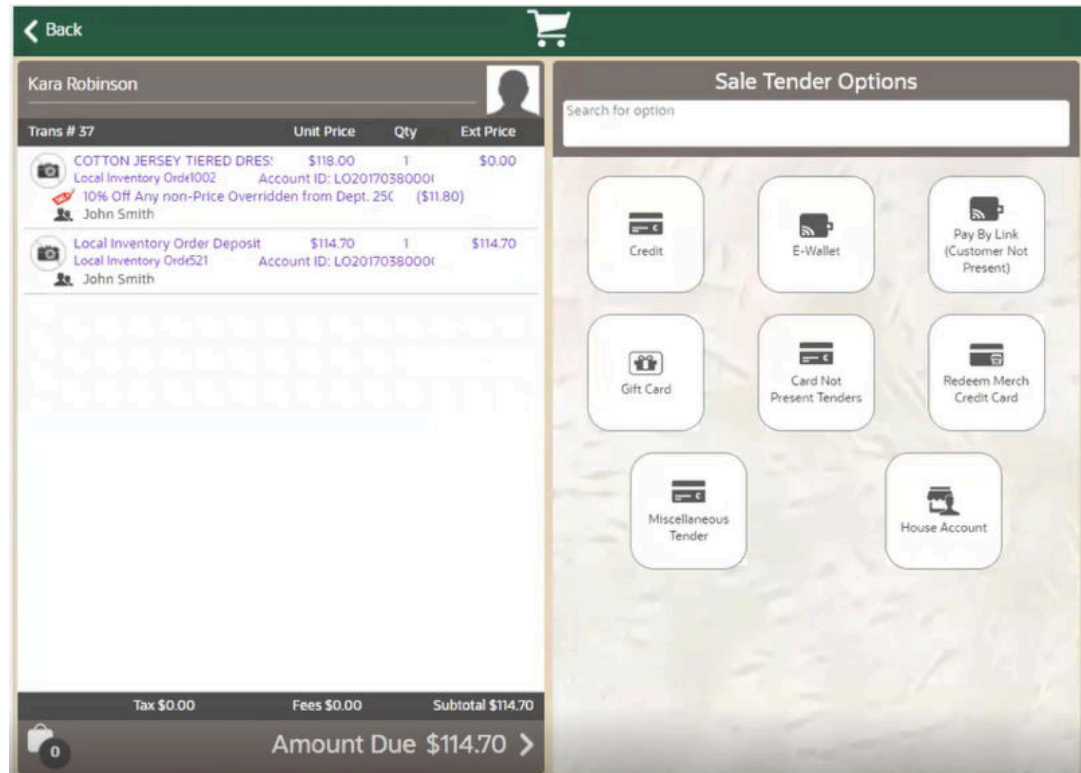 Back
Kara Robinson
Trans # 37 Unit Price Qty Ext Price
COTTON JERSEY TIERED DRES: $118.00 1 $0.00
Local Inventory Orde1002 Account ID: LO20170380000
10% Off Any non-Price Overridden from Dept. 250 ($11.80)
John Smith
Local Inventory Order Deposit $114.70 1 $114.70
Local Inventory Orde521 Account ID: LO20170380000
John Smith
Tax $0.00 Fees $0.00 Subtotal $114.70
0
Amount Due $114.70
Sale Tender Options
Search for option
Credit
E-Wallet
Pay By Link
(Customer Not
Present)
Gift Card
Card Not
Present Tenders
Redeem Merch
Credit Card
Miscellaneous
Tender
House Account